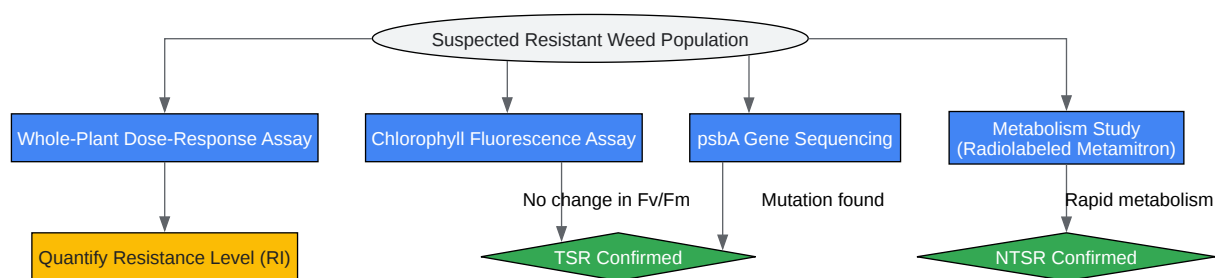 Suspected Resistant Weed Population
Whole-Plant Dose-Response Assay
Chlorophyll Fluorescence Assay
psbA Gene Sequencing
Metabolism Study
(Radiolabeled Metamitron)
No change in Fv/Fm
Mutation found
Rapid metabolism
Quantify Resistance Level (RI)
TSR Confirmed
NTSR Confirmed